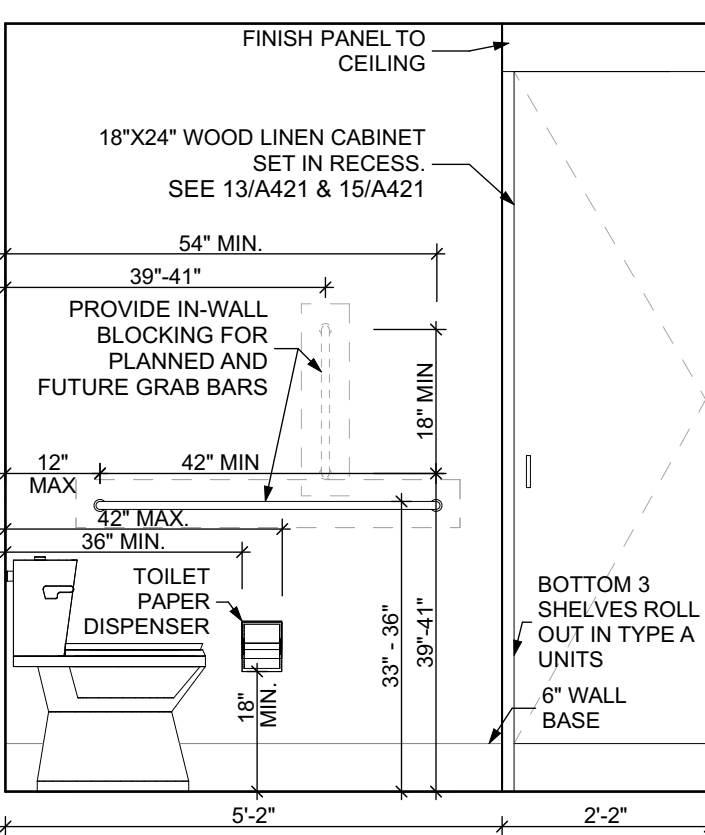 FINISH PANEL TO
CEILING
18"X24" WOOD LINEN CABINET
SET IN RECESS.
SEE 13/A421 & 15/A421
54" MIN.
39"-41"
PROVIDE IN-WALL
BLOCKING FOR
PLANNED AND
FUTURE GRAB BARS
18" MIN
12"
MAX
42" MIN
42" MAX.
36" MIN.
TOILET
PAPER
DISPENSER
18"
MIN.
33" - 36"
39"-41"
BOTTOM 3
SHELVES ROLL
OUT IN TYPE A
UNITS
6" WALL
BASE
5'-2"
2'-2"